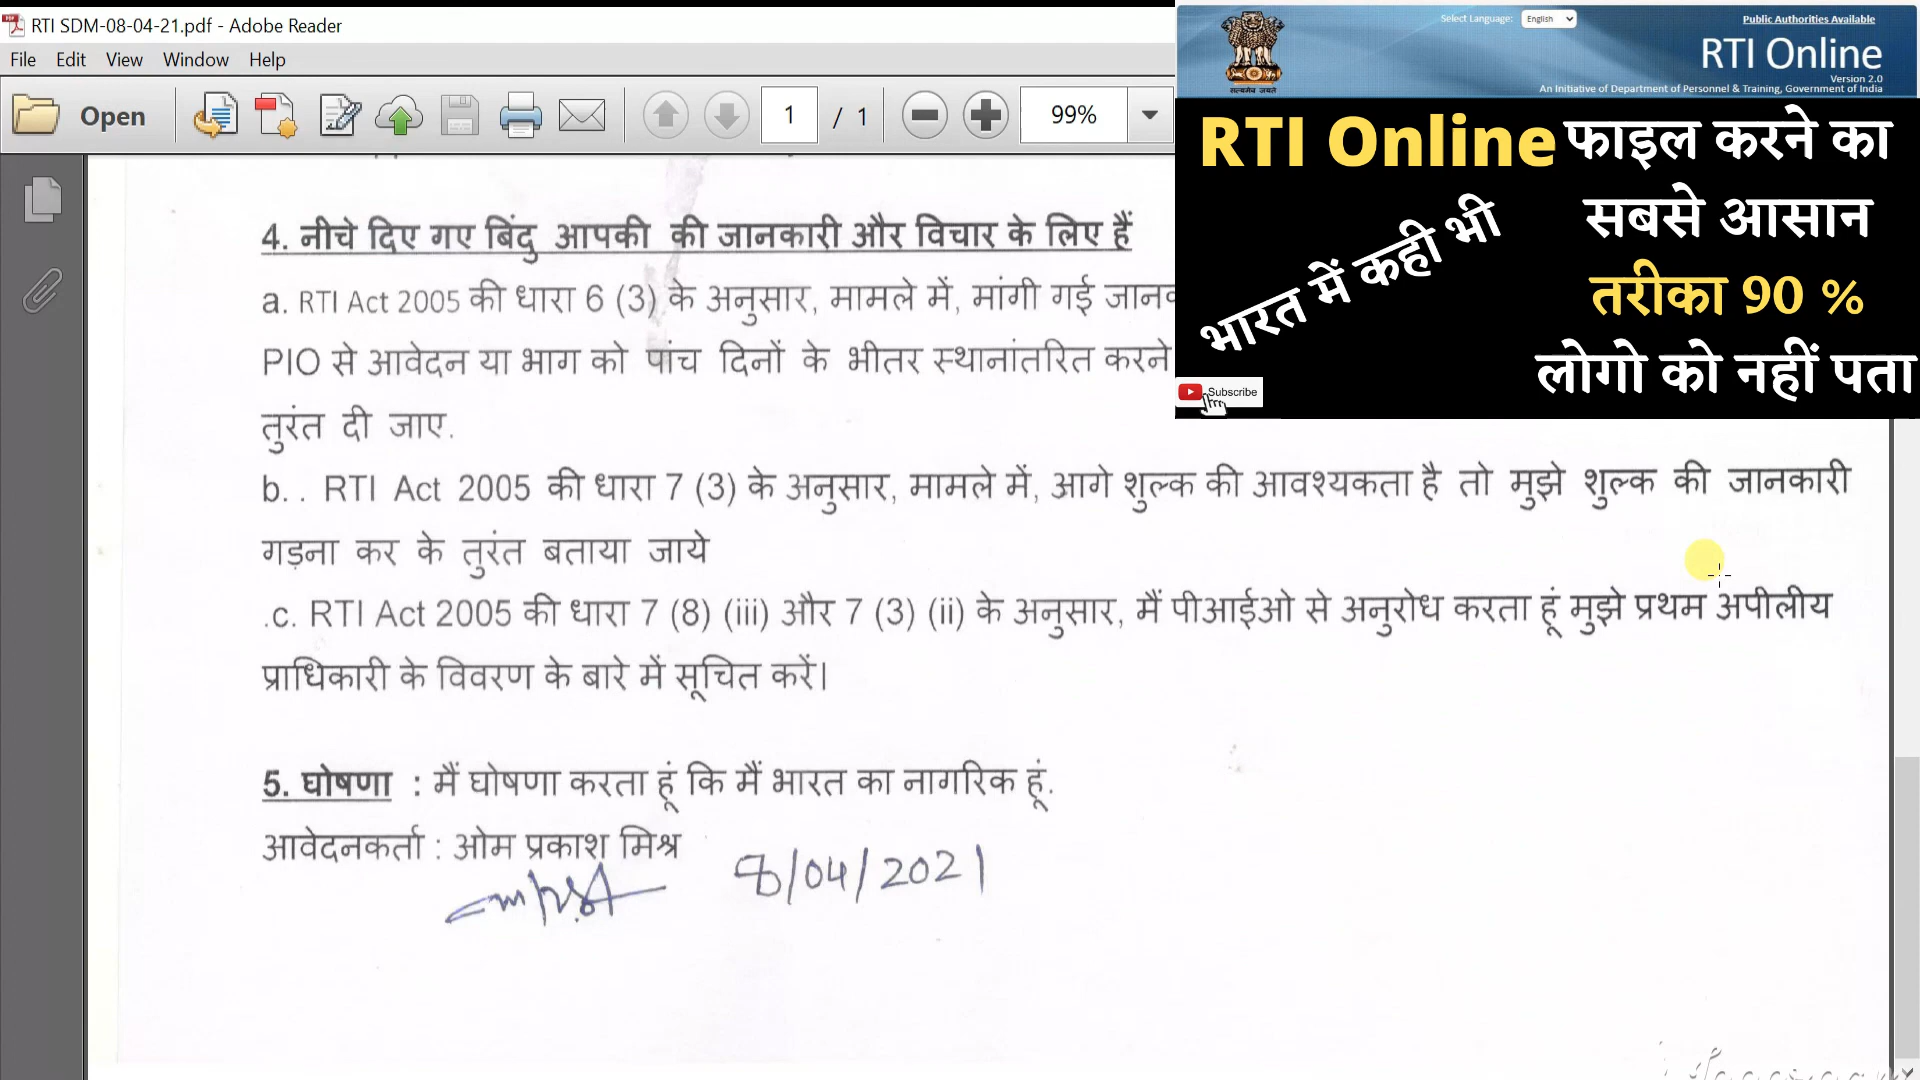 RTI SDM-08-04-21.pdf - Adobe Reader
File Edit View Window Help
Open
1 / 1
99%
Select Language: English
Public Authorities Available
RTI Online
Version 2.0
An Initiative of Department of Personnel & Training, Government of India
सत्यमेव जयते
RTI Online फाइल करने का
सबसे आसान
भारत में कही भी
तरीका 90 %
लोगो को नहीं पता
Subscribe
4. नीचे दिए गए बिंदु आपकी की जानकारी और विचार के लिए हैं
a. RTI Act 2005 की धारा 6 (3) के अनुसार, मामले में, मांगी गई
PIO से आवेदन या भाग को पांच दिनों के भीतर स्थानांतरित करने
तुरंत दी जाए.
b. . RTI Act 2005 की धारा 7 (3) के अनुसार, मामले में, आगे शुल्क की आवश्यकता है तो मुझे शुल्क की जानकारी
गड़ना कर के तुरंत बताया जाये
.c. RTI Act 2005 की धारा 7 (8) (iii) और 7 (3) (ii) के अनुसार, मैं पीआईओ से अनुरोध करता हूं मुझे प्रथम अपीलीय
प्राधिकारी के विवरण के बारे में सूचित करें।
5. घोषणा : मैं घोषणा करता हूं कि मैं भारत का नागरिक हूं.
आवेदनकर्ता : ओम प्रकाश मिश्र
8/04/2021